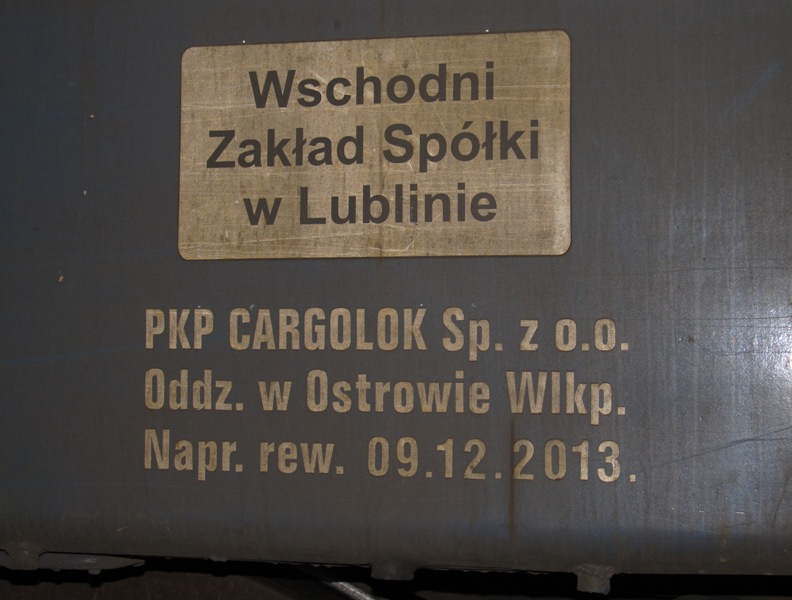 Wschodni
Zakład Spółki
w Lublinie
PKP CARGOLOK Sp. z o.o.
Oddz. w Ostrowie Wlkp.
Napr. rew. 09.12.2013.